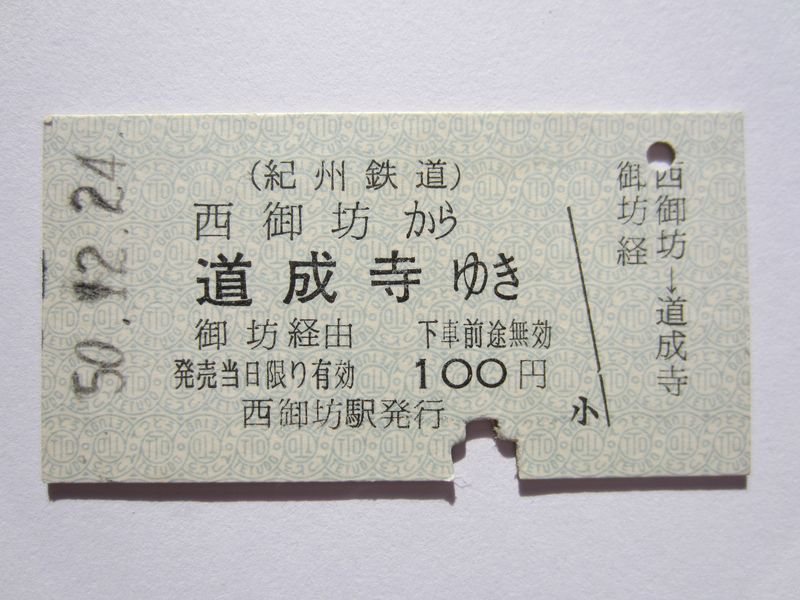 50.12.24
(紀州鉄道)
西御坊から
道成寺ゆき
御坊経由 下車前途無効
発売当日限り有効 100円
西御坊駅発行
小
西御坊→道成寺
御坊経